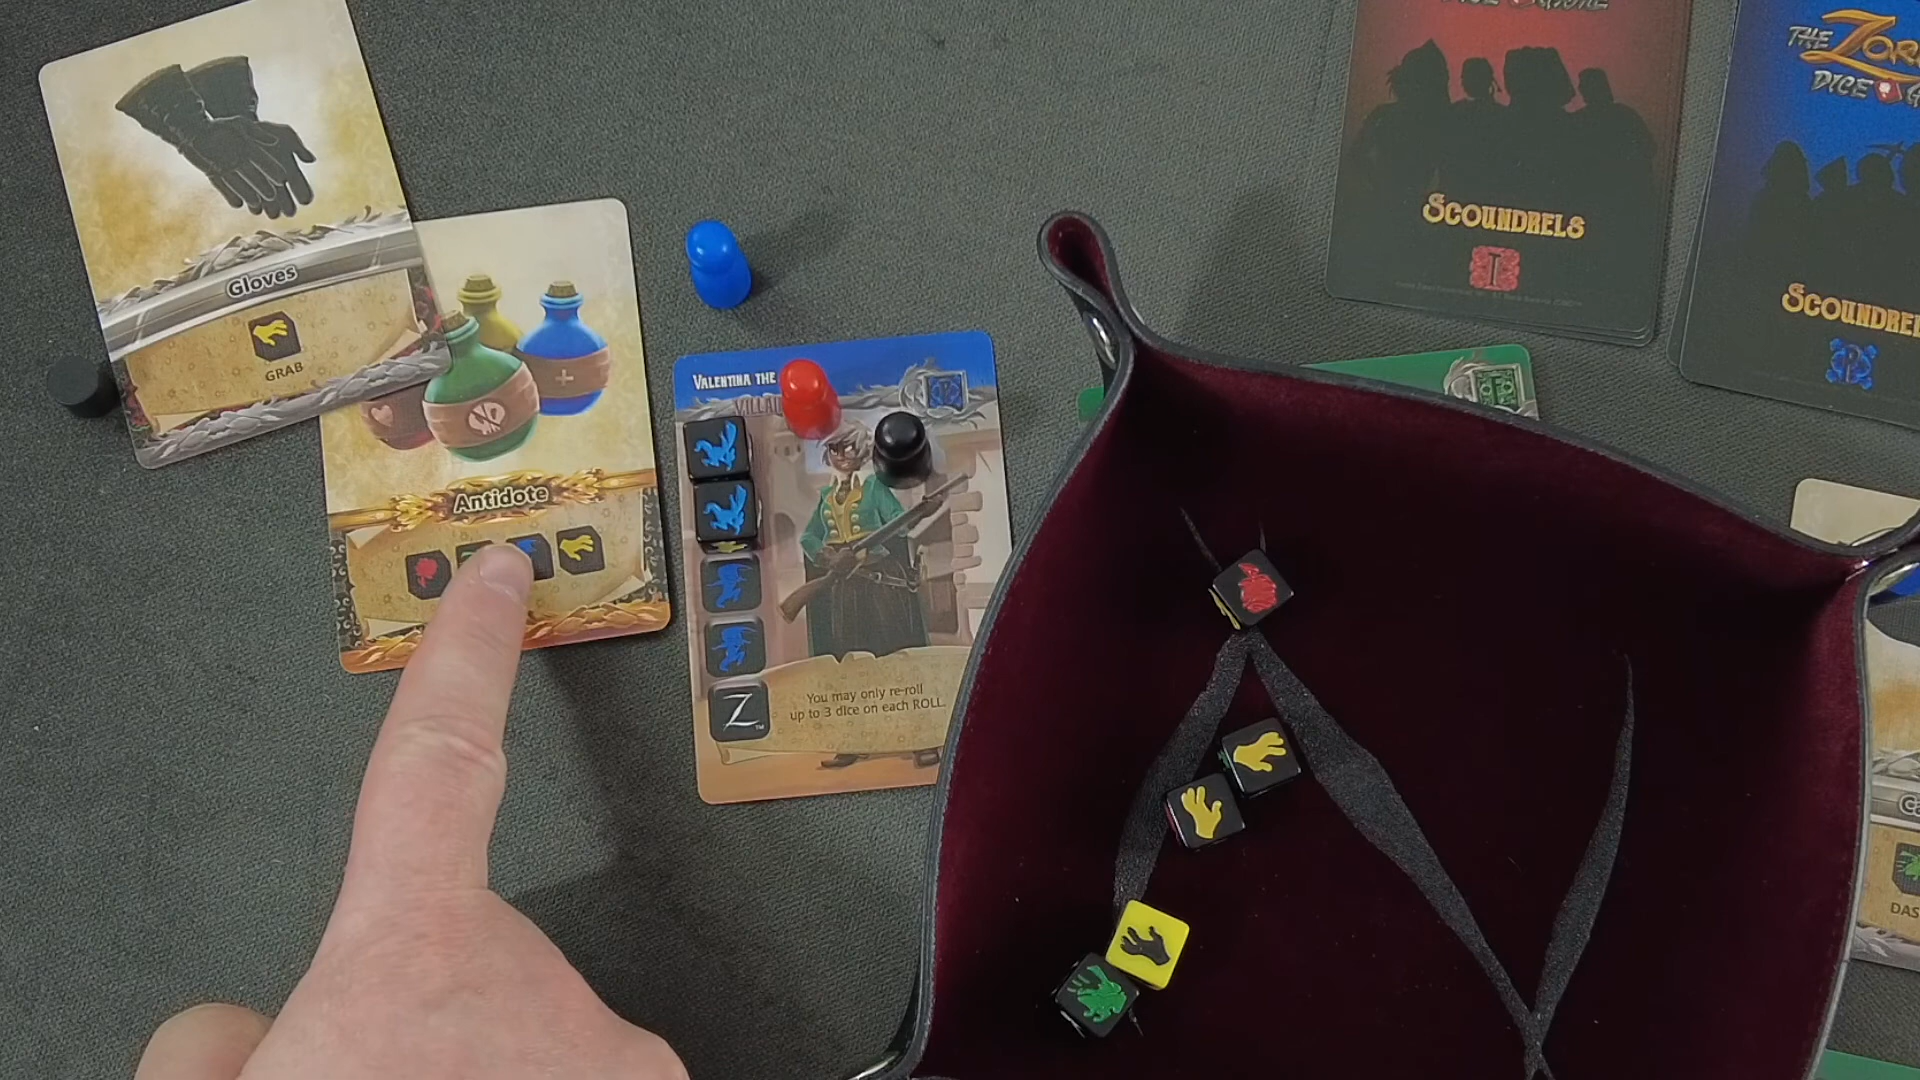 Gloves
GRAB
Antidote
VALENTINA THE
You may only re-roll
up to 3 dice on each ROLL.
Z
SCOUNDRELS
THE
DICE
SCOUNDREL
DAS